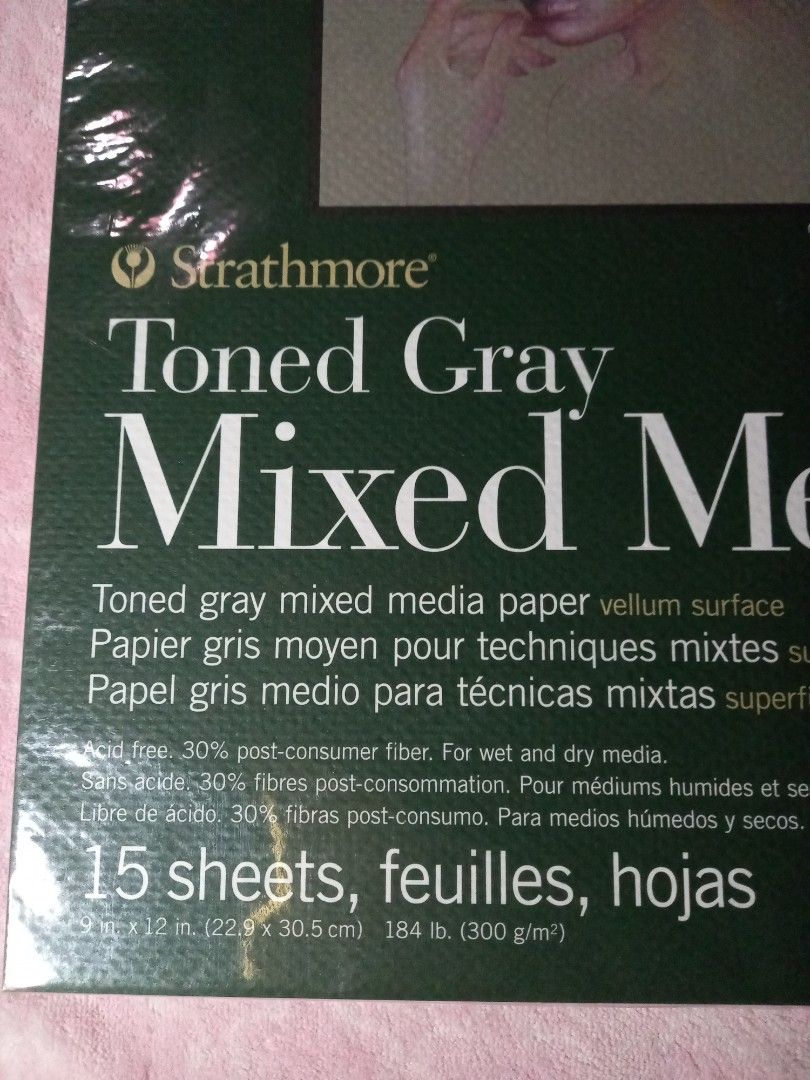 Strathmore®
Toned Gray
Mixed Me
Toned gray mixed media paper vellum surface
Papier gris moyen pour techniques mixtes su
Papel gris medio para técnicas mixtas superf
Acid free. 30% post-consumer fiber. For wet and dry media.
Sans acide. 30% fibres post-consommation. Pour médiums humides et se
Libre de ácido. 30% fibras post-consumo. Para medios húmedos y secos.
15 sheets, feuilles, hojas
9 in. x 12 in. (22.9 x 30.5 cm) 184 lb. (300 g/m²)